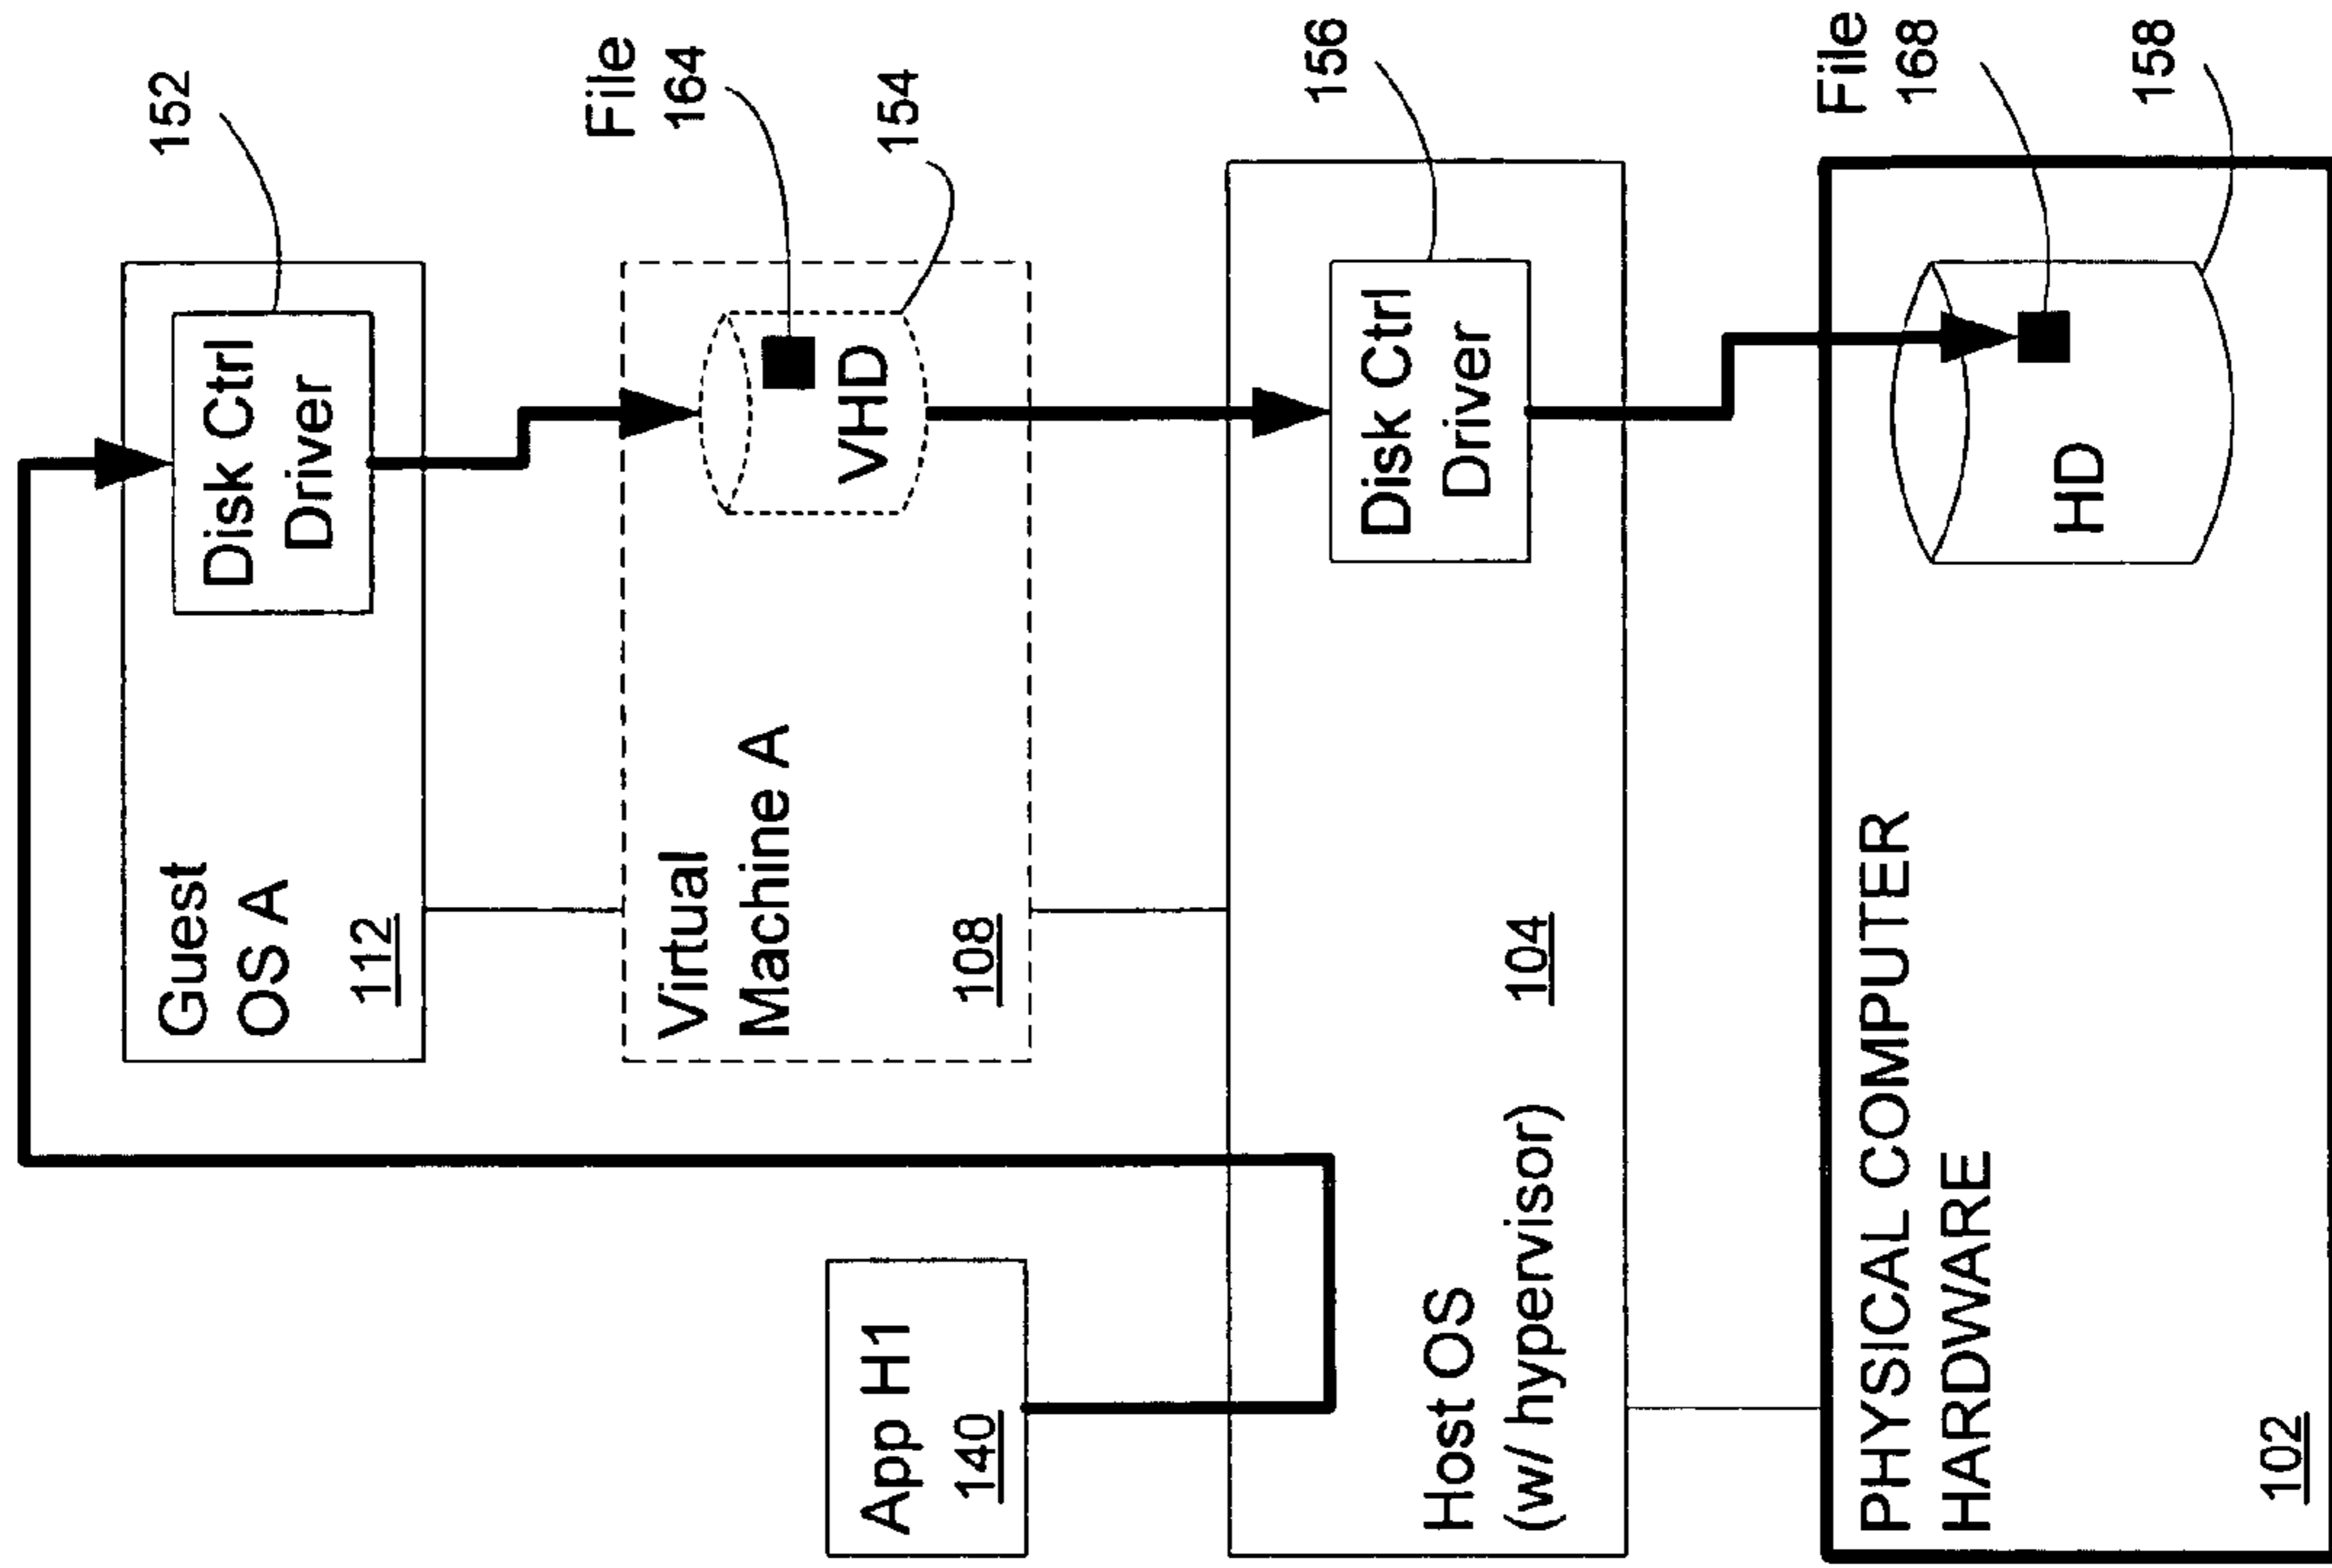 152
Guest
OS A
112
Disk Ctrl
Driver
File
164
154
Virtual
Machine A
108
VHD
App H1
140
156
Host OS
(w/ hypervisor)
104
Disk Ctrl
Driver
File
168
158
PHYSICAL COMPUTER
HARDWARE
102
HD